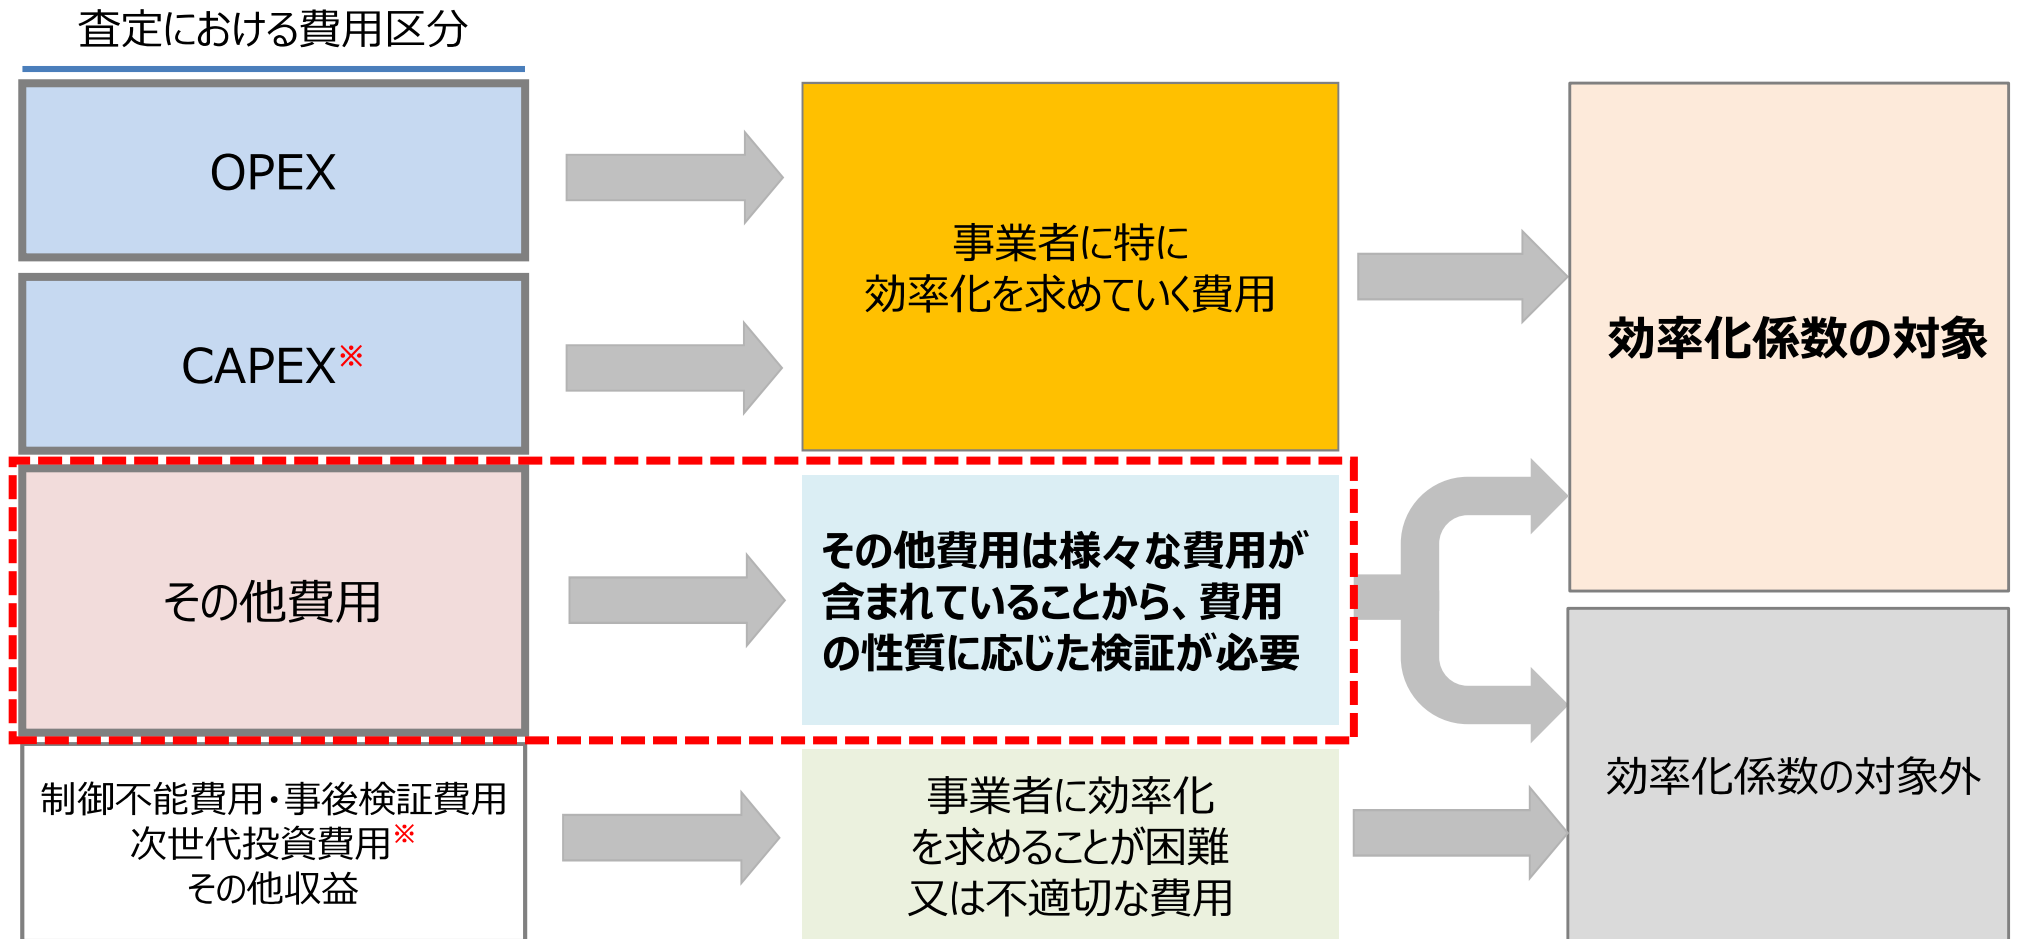 査定における費用区分
OPEX
事業者に特に
効率化を求めていく費用
効率化係数の対象
CAPEX※
その他費用
その他費用は様々な費用が
含まれていることから、費用
の性質に応じた検証が必要
制御不能費用・事後検証費用
次世代投資費用※
その他収益
事業者に効率化
を求めることが困難
又は不適切な費用
効率化係数の対象外